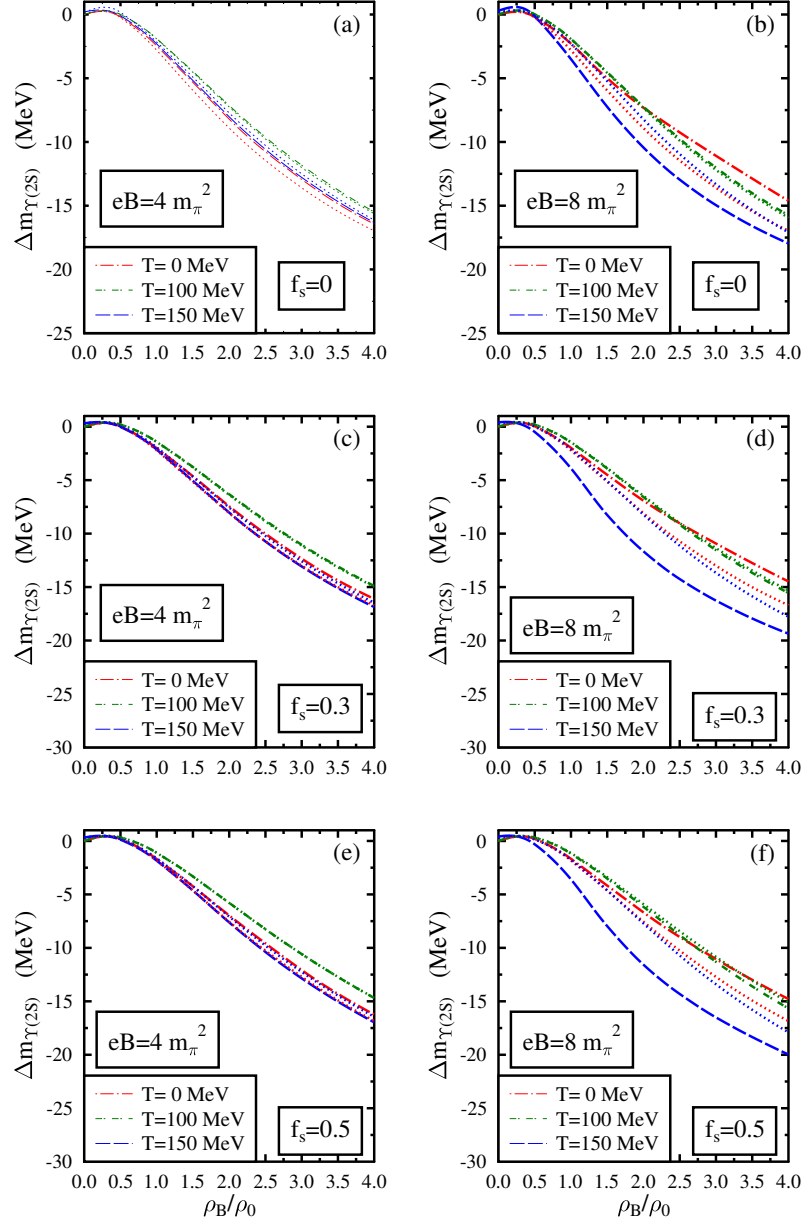 (a)
Δm_Υ(2S) (MeV)
0
-5
-10
-15
-20
-25
eB=4 m_π^2
T= 0 MeV
T=100 MeV
T=150 MeV
f_s=0
0.0 0.5 1.0 1.5 2.0 2.5 3.0 3.5 4.0
(b)
Δm_Υ(2S) (MeV)
0
-5
-10
-15
-20
-25
eB=8 m_π^2
T= 0 MeV
T=100 MeV
T=150 MeV
f_s=0
0.0 0.5 1.0 1.5 2.0 2.5 3.0 3.5 4.0
(c)
Δm_Υ(2S) (MeV)
0
-5
-10
-15
-20
-25
-30
eB=4 m_π^2
T= 0 MeV
T=100 MeV
T=150 MeV
f_s=0.3
0.0 0.5 1.0 1.5 2.0 2.5 3.0 3.5 4.0
(d)
Δm_Υ(2S) (MeV)
0
-5
-10
-15
-20
-25
-30
eB=8 m_π^2
T= 0 MeV
T=100 MeV
T=150 MeV
f_s=0.3
0.0 0.5 1.0 1.5 2.0 2.5 3.0 3.5 4.0
(e)
Δm_Υ(2S) (MeV)
0
-5
-10
-15
-20
-25
-30
eB=4 m_π^2
T= 0 MeV
T=100 MeV
T=150 MeV
f_s=0.5
0.0 0.5 1.0 1.5 2.0 2.5 3.0 3.5 4.0
ρ_B/ρ_0
(f)
Δm_Υ(2S) (MeV)
0
-5
-10
-15
-20
-25
-30
eB=8 m_π^2
T= 0 MeV
T=100 MeV
T=150 MeV
f_s=0.5
0.0 0.5 1.0 1.5 2.0 2.5 3.0 3.5 4.0
ρ_B/ρ_0